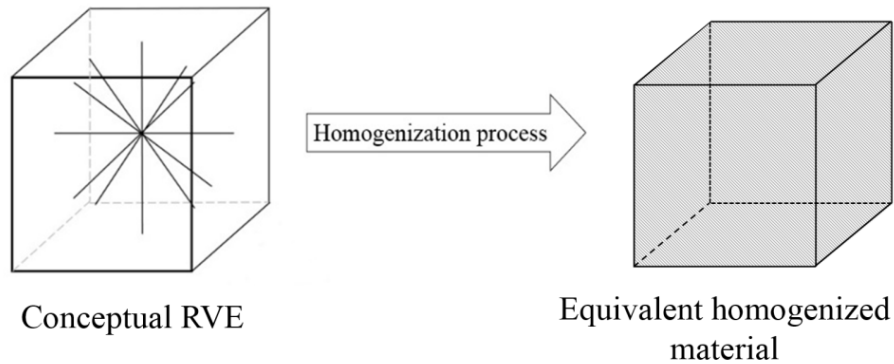 Homogenization process
Conceptual RVE
Equivalent homogenized
material